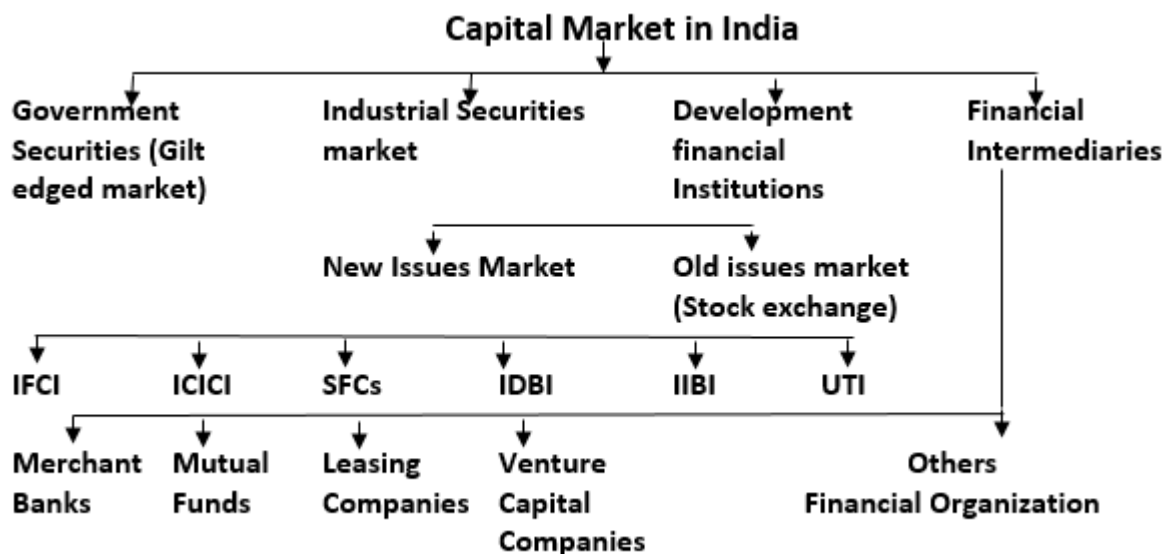 Capital Market in India
Government Securities (Gilt edged market)
Industrial Securities market
Development financial Institutions
Financial Intermediaries
New Issues Market
Old issues market (Stock exchange)
IFCI
ICICI
SFCs
IDBI
IIBI
UTI
Merchant Banks
Mutual Funds
Leasing Companies
Venture Capital Companies
Others Financial Organization